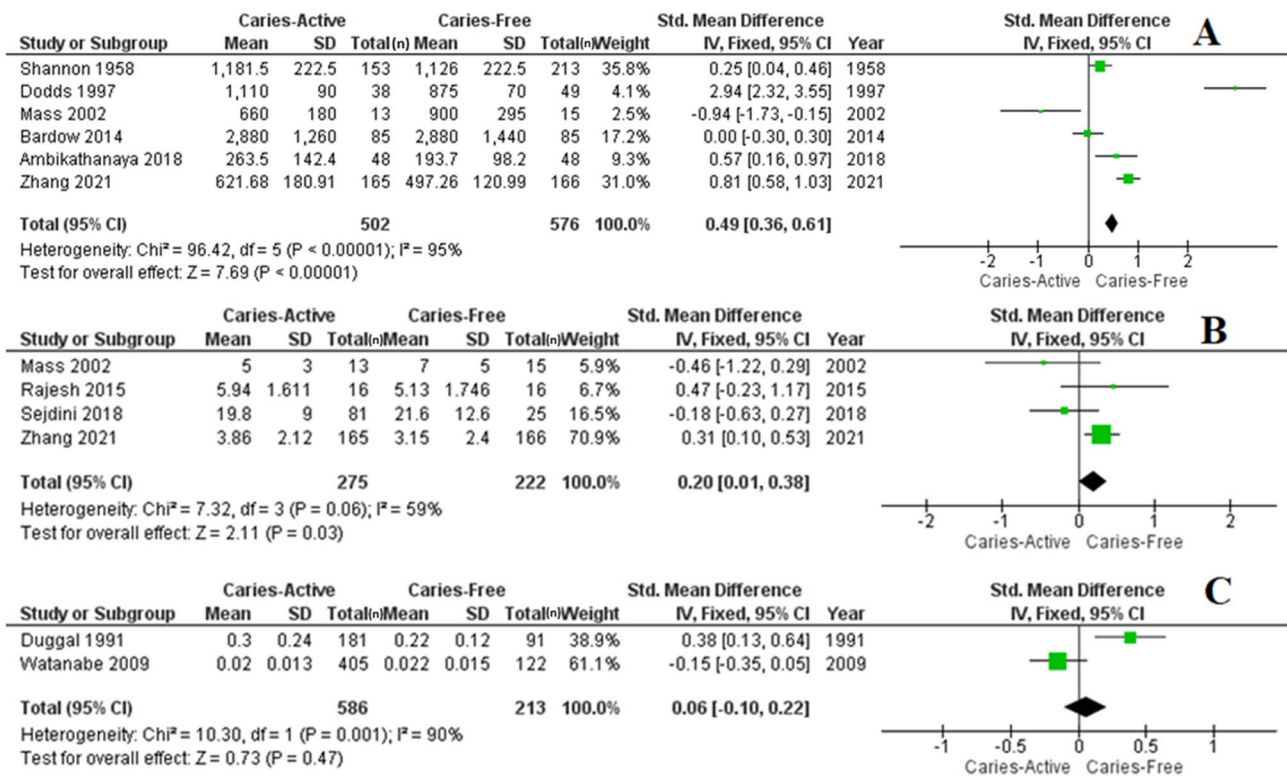 Caries-Active Caries-Free Std. Mean Difference Std. Mean Difference A
Study or Subgroup Mean SD Total(n) Mean SD Total(n) Weight IV, Fixed, 95% CI Year IV, Fixed, 95% CI
Shannon 1958 1,181.5 222.5 153 1,126 222.5 213 35.8% 0.25 [0.04, 0.46] 1958
Dodds 1997 1,110 90 38 875 70 49 4.1% 2.94 [2.32, 3.55] 1997
Mass 2002 660 180 13 900 295 15 2.5% -0.94 [-1.73, -0.15] 2002
Bardow 2014 2,880 1,260 85 2,880 1,440 85 17.2% 0.00 [-0.30, 0.30] 2014
Ambikathanaya 2018 263.5 142.4 48 193.7 98.2 48 9.3% 0.57 [0.16, 0.97] 2018
Zhang 2021 621.68 180.91 165 497.26 120.99 166 31.0% 0.81 [0.58, 1.03] 2021
Total (95% CI) 502 576 100.0% 0.49 [0.36, 0.61]
Heterogeneity: Chi² = 96.42, df = 5 (P < 0.00001); I² = 95%
Test for overall effect: Z = 7.69 (P < 0.00001)
-2 -1 0 1 2
Caries-Active Caries-Free
Caries-Active Caries-Free Std. Mean Difference Std. Mean Difference B
Study or Subgroup Mean SD Total(n) Mean SD Total(n) Weight IV, Fixed, 95% CI Year IV, Fixed, 95% CI
Mass 2002 5 3 13 7 5 15 5.9% -0.46 [-1.22, 0.29] 2002
Rajesh 2015 5.94 1.611 16 5.13 1.746 16 6.7% 0.47 [-0.23, 1.17] 2015
Sejdini 2018 19.8 9 81 21.6 12.6 25 16.5% -0.18 [-0.63, 0.27] 2018
Zhang 2021 3.86 2.12 165 3.15 2.4 166 70.9% 0.31 [0.10, 0.53] 2021
Total (95% CI) 275 222 100.0% 0.20 [0.01, 0.38]
Heterogeneity: Chi² = 7.32, df = 3 (P = 0.06); I² = 59%
Test for overall effect: Z = 2.11 (P = 0.03)
-2 -1 0 1 2
Caries-Active Caries-Free
Caries-Active Caries-Free Std. Mean Difference Std. Mean Difference C
Study or Subgroup Mean SD Total(n) Mean SD Total(n) Weight IV, Fixed, 95% CI Year IV, Fixed, 95% CI
Duggal 1991 0.3 0.24 181 0.22 0.12 91 38.9% 0.38 [0.13, 0.64] 1991
Watanabe 2009 0.02 0.013 405 0.022 0.015 122 61.1% -0.15 [-0.35, 0.05] 2009
Total (95% CI) 586 213 100.0% 0.06 [-0.10, 0.22]
Heterogeneity: Chi² = 10.30, df = 1 (P = 0.001); I² = 90%
Test for overall effect: Z = 0.73 (P = 0.47)
-1 -0.5 0 0.5 1
Caries-Active Caries-Free